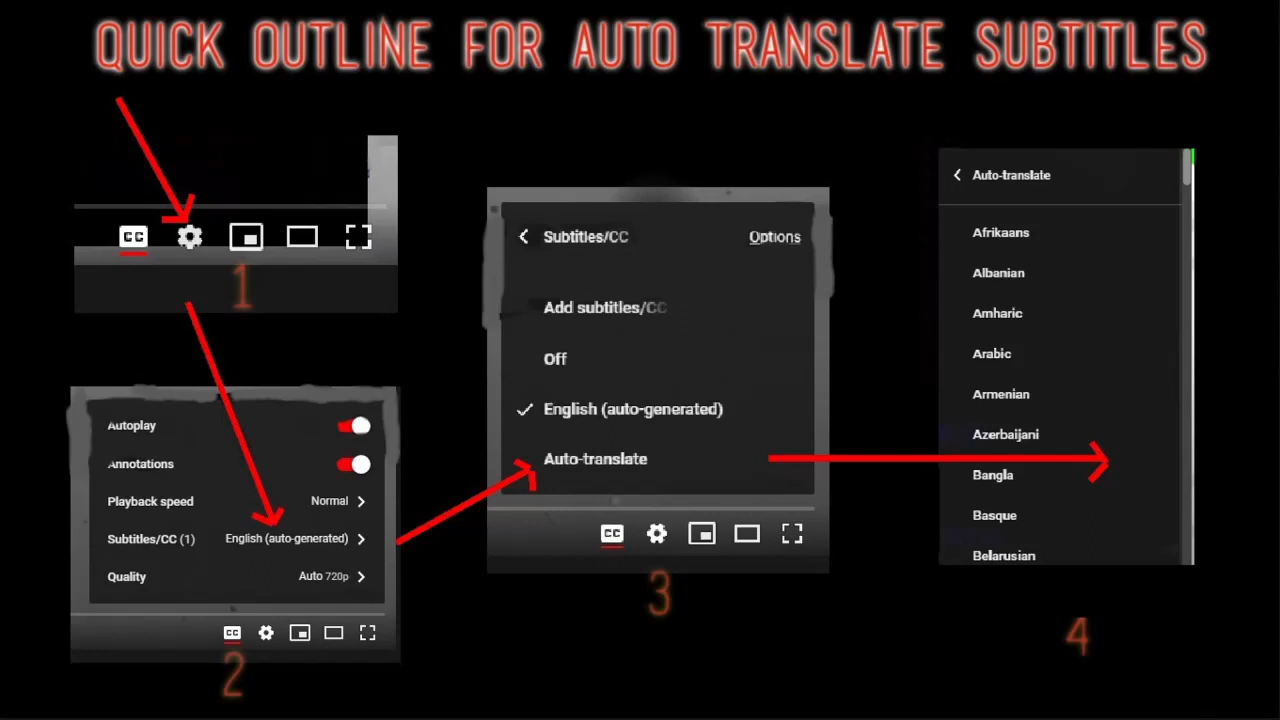 QUICK OUTLINE FOR AUTO TRANSLATE SUBTITLES
CC
1
Autoplay
Annotations
Playback speed Normal
Subtitles/CC (1) English (auto-generated)
Quality Auto 720p
CC
2
Subtitles/CC Options
Add subtitles/CC
Off
English (auto-generated)
Auto-translate
CC
3
Auto-translate
Afrikaans
Albanian
Amharic
Arabic
Armenian
Azerbaijani
Bangla
Basque
Belarusian
4